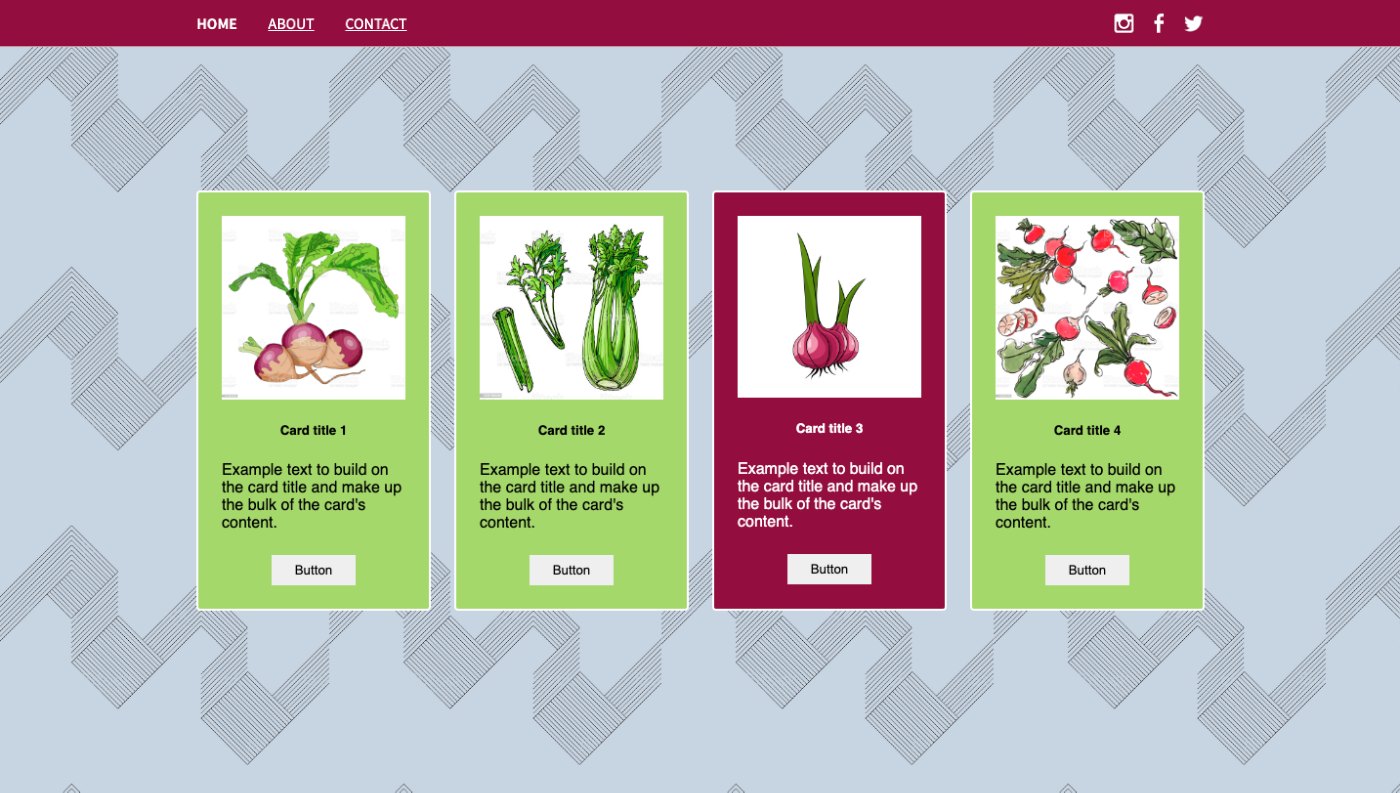 HOME ABOUT CONTACT
Card title 1
Example text to build on
the card title and make up
the bulk of the card's
content.
Button
Card title 2
Example text to build on
the card title and make up
the bulk of the card's
content.
Button
Card title 3
Example text to build on
the card title and make up
the bulk of the card's
content.
Button
Card title 4
Example text to build on
the card title and make up
the bulk of the card's
content.
Button